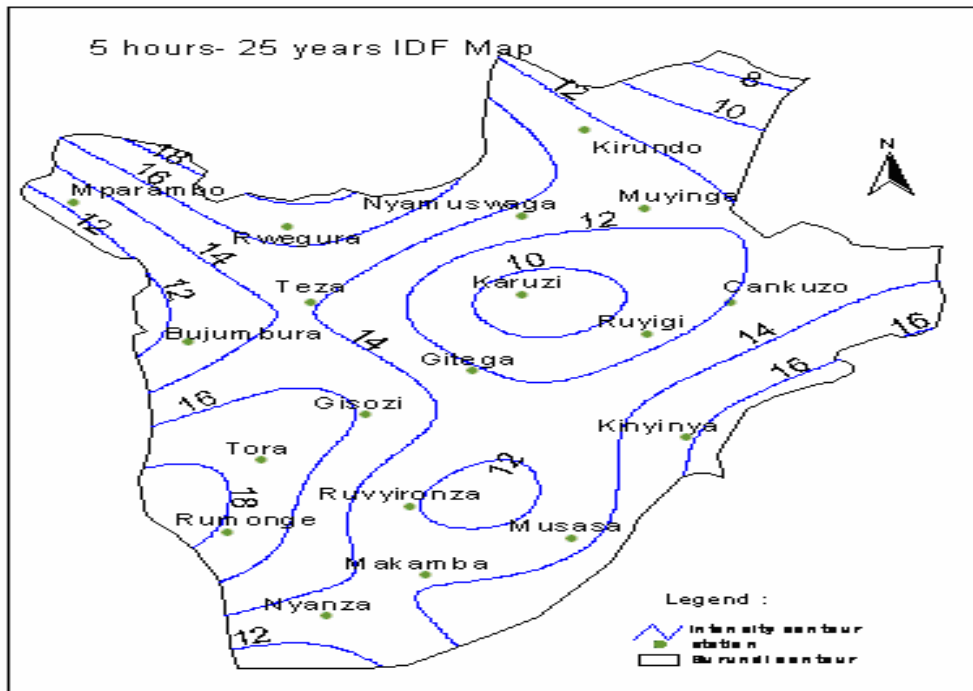 5 hours- 25 years IDF Map
8
12
10
Kirundo
N
18
16
Mparambo
Nyamuswaga
Muyinga
12
12
Rwegura
14
10
Teza
Karuzi
Cankuzo
12
Bujumbura
14
Ruyigi
14
16
Gitega
16
16
Gisozi
Kinyinya
Tora
12
18
Ruvyironza
Rumonge
Musasa
Makamba
Nyanza
12
Legend :
Intensity contour
station
Burundi contour